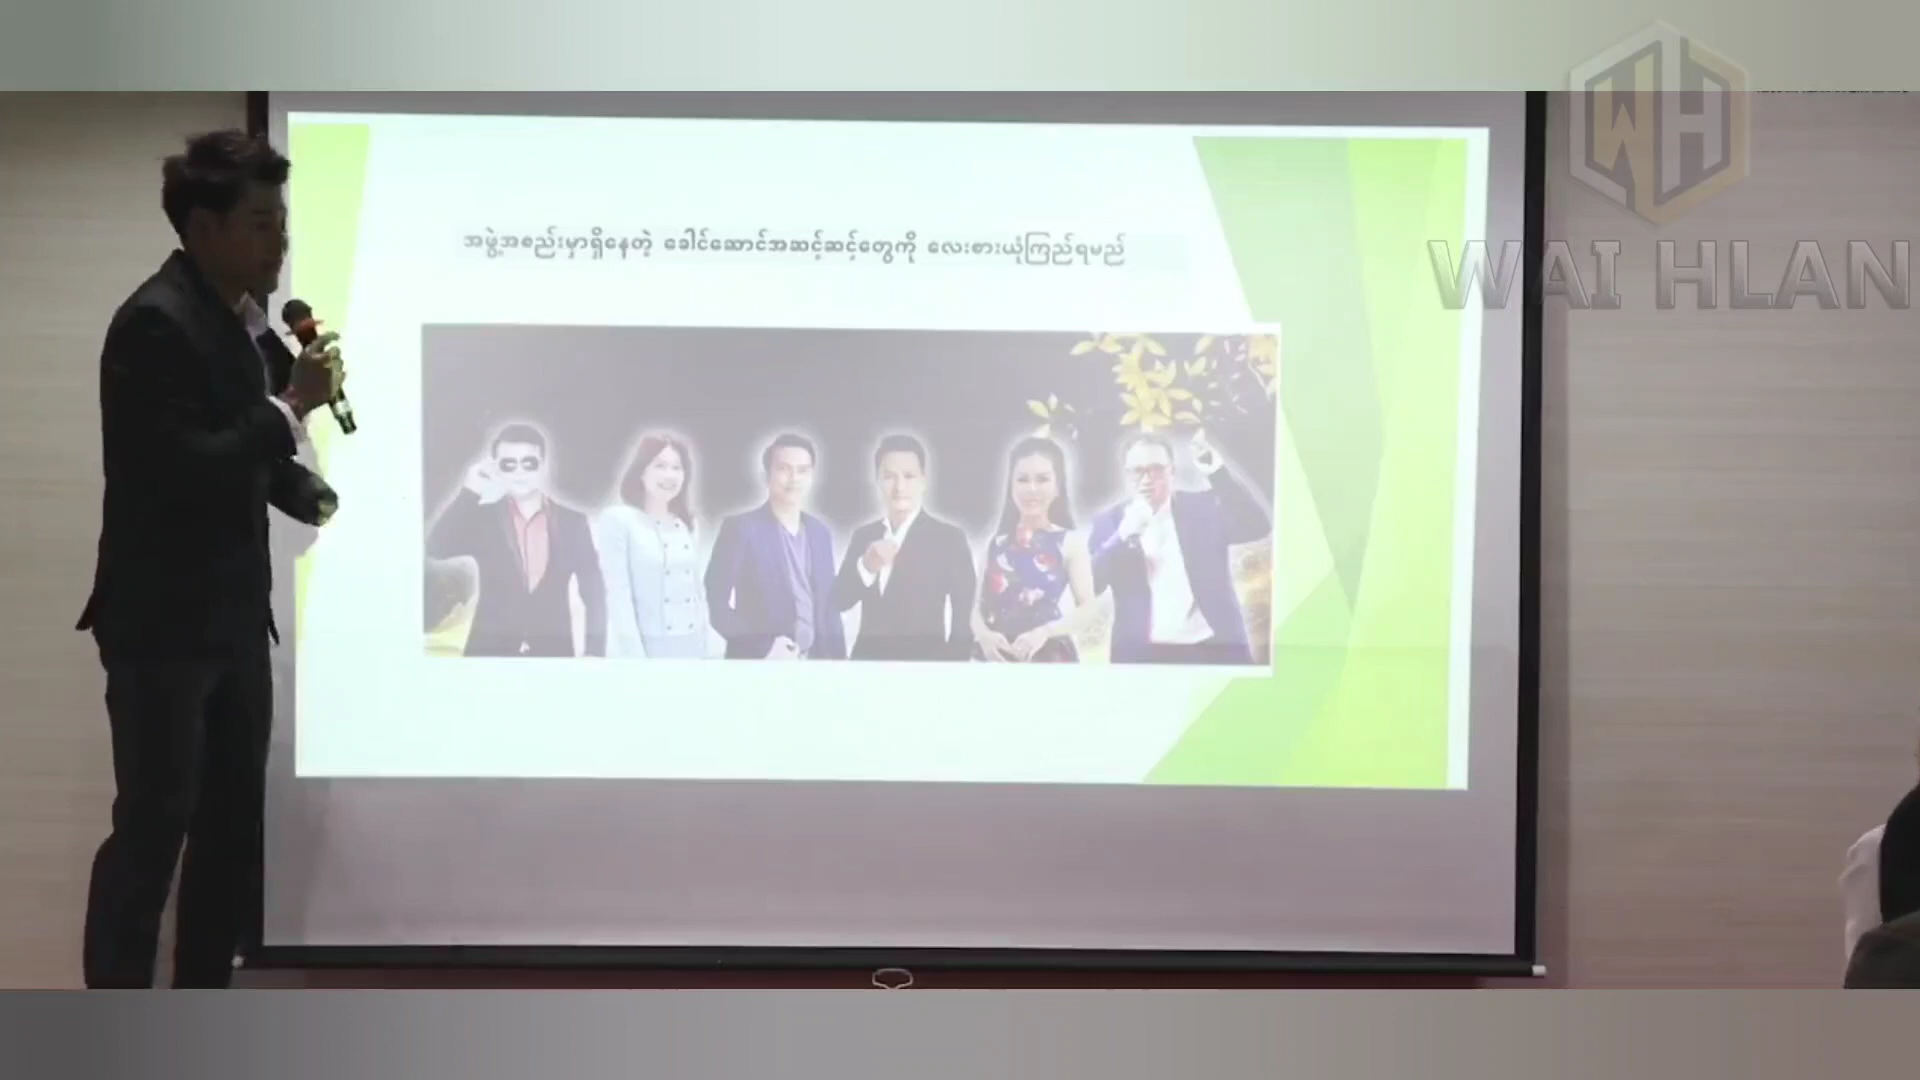 WH
WAI HLAN
အဖွဲ့အစည်းမှာရှိနေတဲ့ ခေါင်ဆောင်အဆင့်ဆင့်တွေကို လေးစားယုံကြည်ရမည်